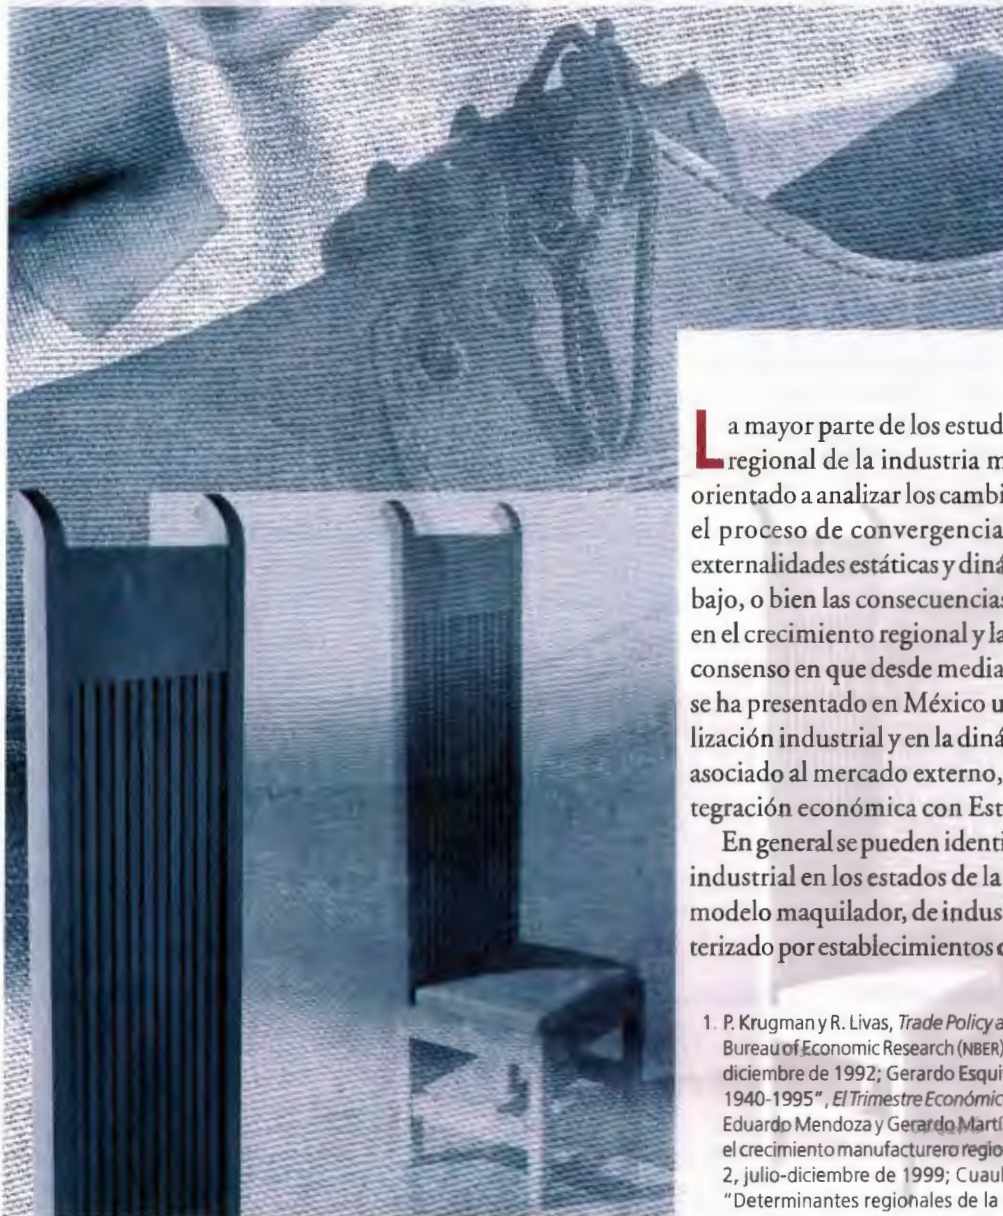 La mayor parte de los estud
regional de la industria m
orientado a analizar los cambi
el proceso de convergencia
externalidades estáticas y diná
bajo, o bien las consecuencias
en el crecimiento regional y la
consenso en que desde media
se ha presentado en México u
lización industrial y en la diná
asociado al mercado externo,
tegración económica con Est
En general se pueden identi
industrial en los estados de la
modelo maquilador, de indus
terizado por establecimientos d
1. P. Krugman y R. Livas, Trade Policy a
Bureau of Economic Research (NBER)
diciembre de 1992; Gerardo Esqui
1940-1995", El Trimestre Económic
Eduardo Mendoza y Gerardo Martí
el crecimiento manufacturero regio
2, julio-diciembre de 1999; Cuaul
"Determinantes regionales de la